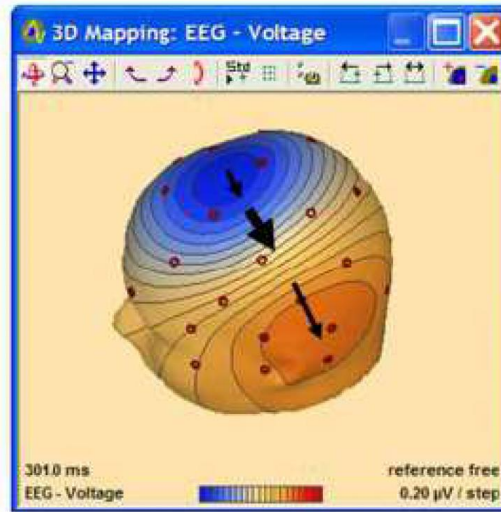 3D Mapping: EEG - Voltage
Std
301.0 ms
reference free
EEG - Voltage
0.20 µV / step